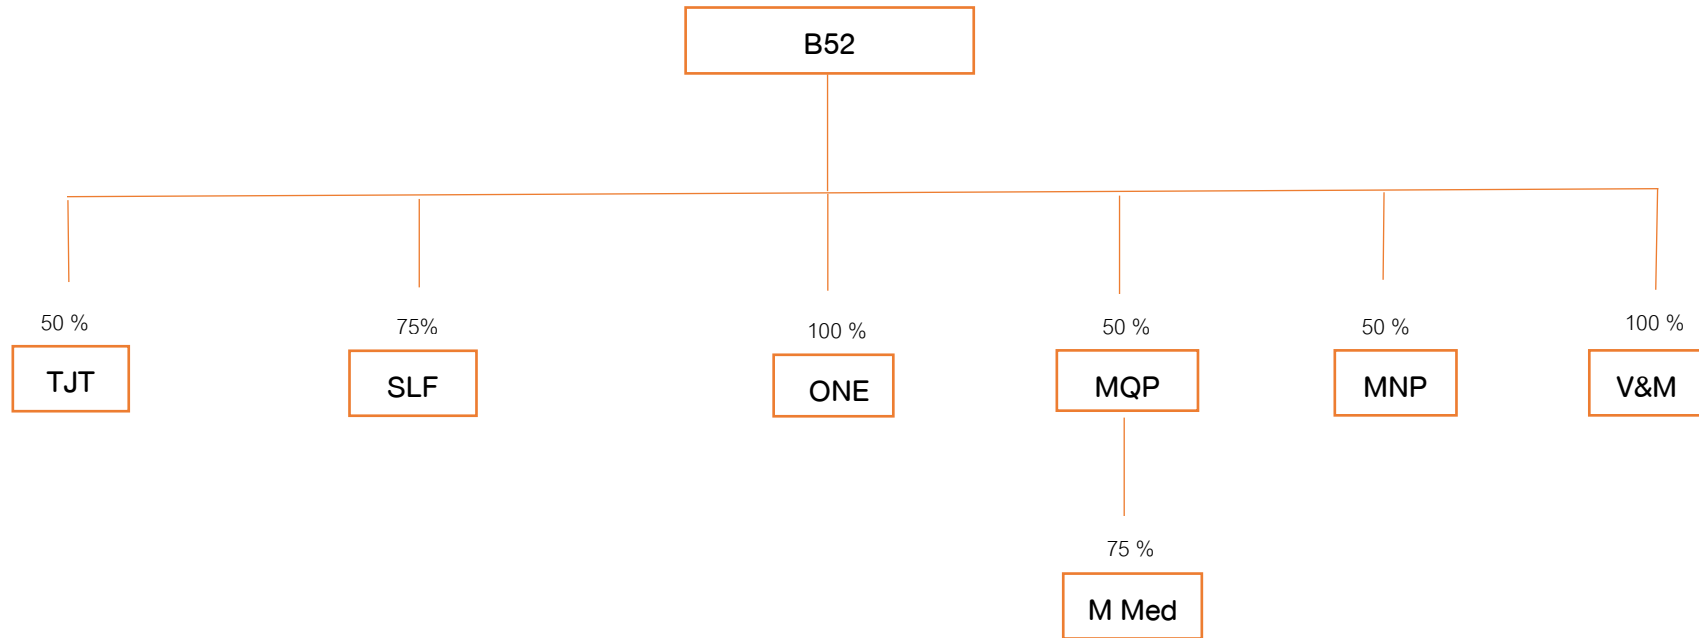 B52
50 %
75%
100 %
50 %
50 %
100 %
TJT
SLF
ONE
MQP
MNP
V&M
75 %
M Med